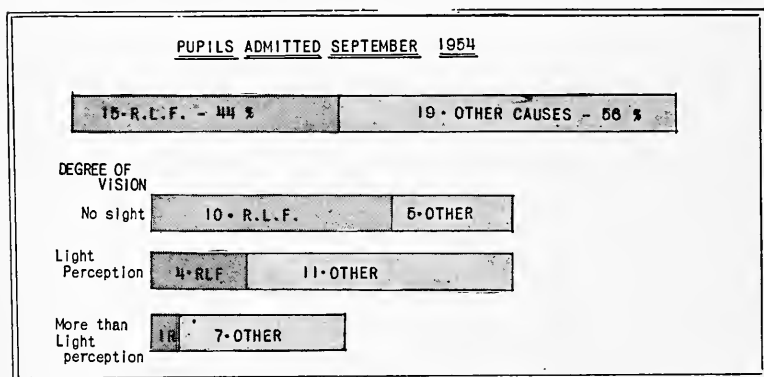 PUPILS ADMITTED SEPTEMBER 1954
15-R.L.F. - 44 % 19· OTHER CAUSES - 56 %
DEGREE OF
VISION
No sight 10· R.L.F. 5·OTHER
Light
Perception 4·RLF 11·OTHER
More than
Light
perception 1R 7·OTHER